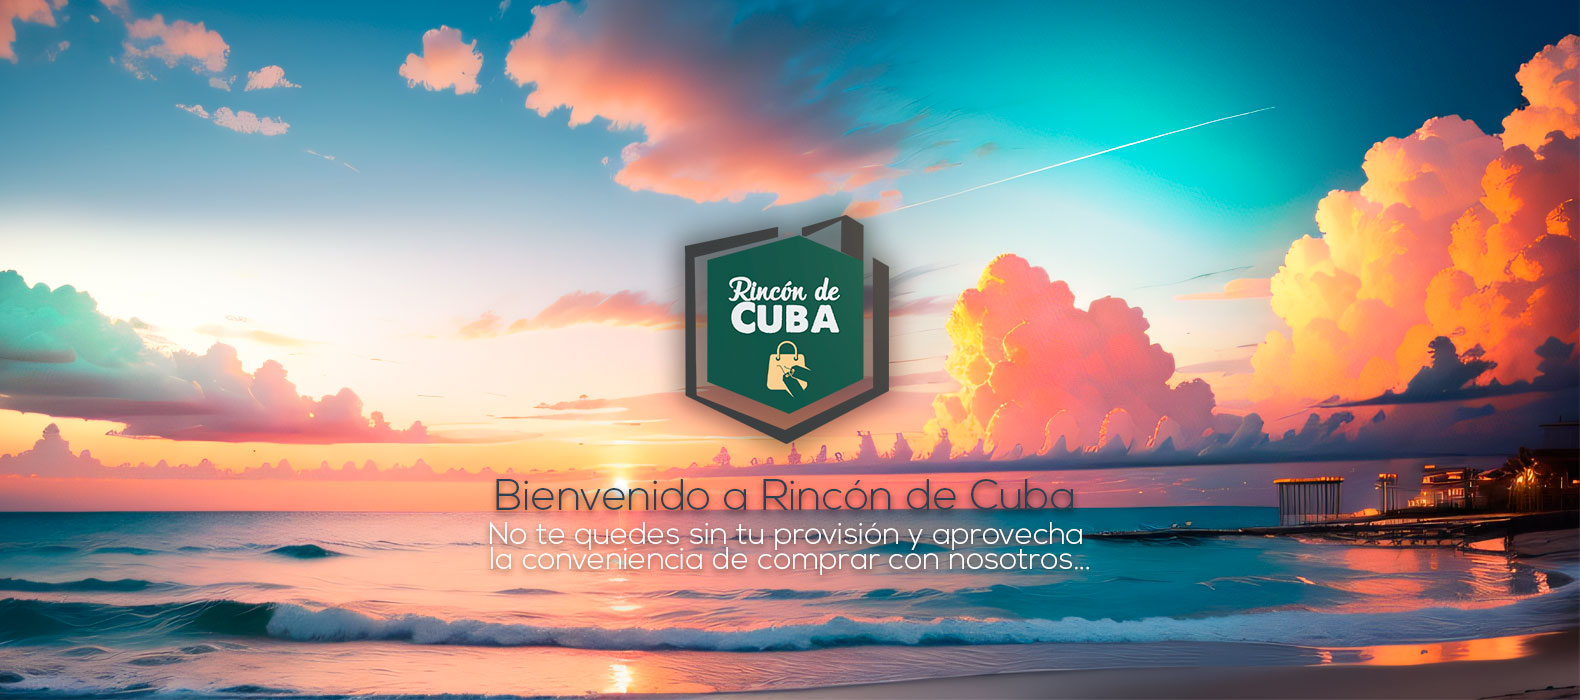 Rincón de
CUBA
Bienvenido a Rincón de Cuba
No te quedes sin tu provisión y aprovecha
la conveniencia de comprar con nosotros...